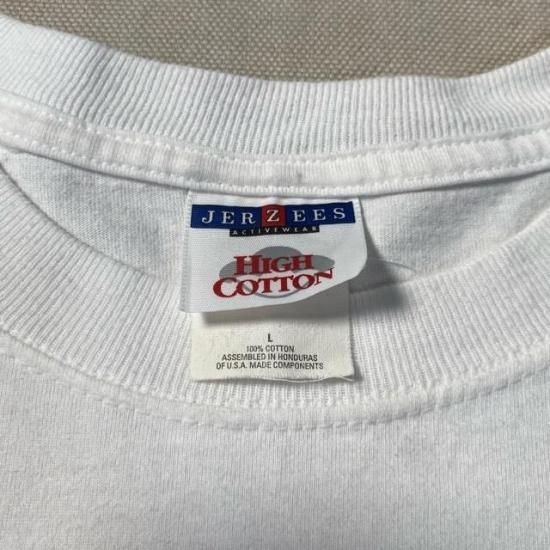 JERZEES
ACTIVEWEAR
HIGH
COTTON
L
100% COTTON
ASSEMBLED IN HONDURAS
OF U.S.A. MADE COMPONENTS